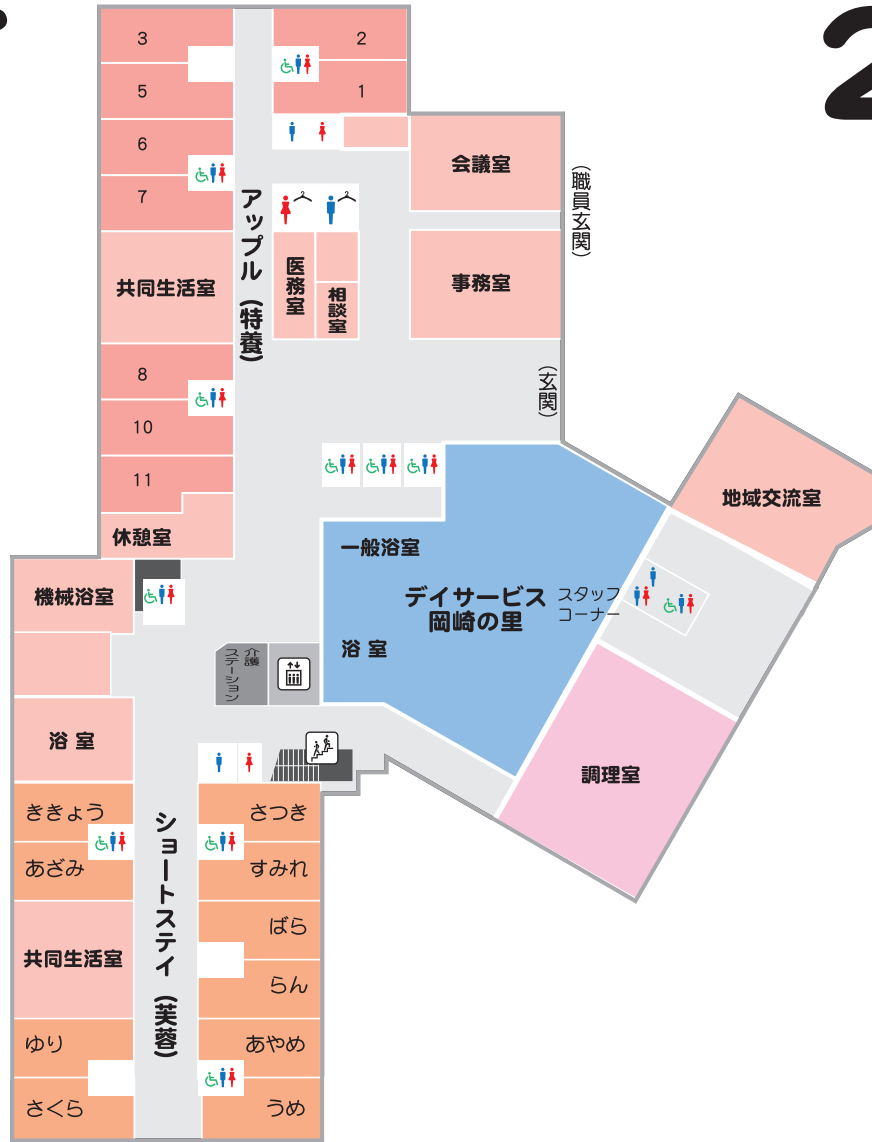 2
3
2
5
1
6
7
会議室
(職員玄関)
アップル(特養)
共同生活室
医務室
相談室
事務室
8
10
11
(玄関)
休憩室
地域交流室
一般浴室
機械浴室
デイサービス
岡崎の里
スタッフ
コーナー
浴室
介護
ステーション
浴室
調理室
ききょう
あざみ
共同生活室
ゆり
さくら
ショートステイ(芙蓉)
さつき
すみれ
ばら
らん
あやめ
うめ